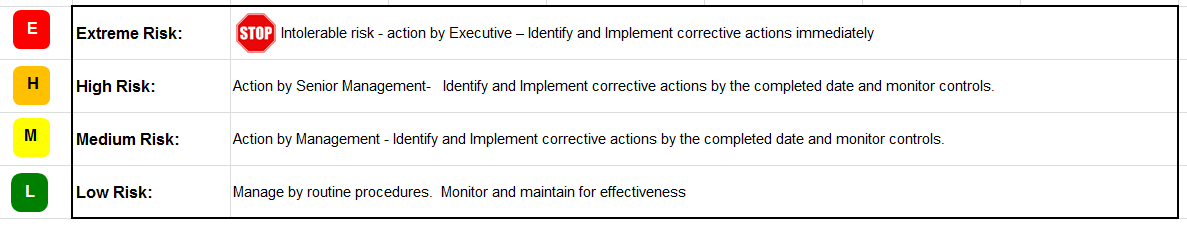 E Extreme Risk: STOP Intolerable risk - action by Executive – Identify and Implement corrective actions immediately
H High Risk: Action by Senior Management-   Identify and Implement corrective actions by the completed date and monitor controls.
M Medium Risk: Action by Management - Identify and Implement corrective actions by the completed date and monitor controls.
L Low Risk: Manage by routine procedures.  Monitor and maintain for effectiveness